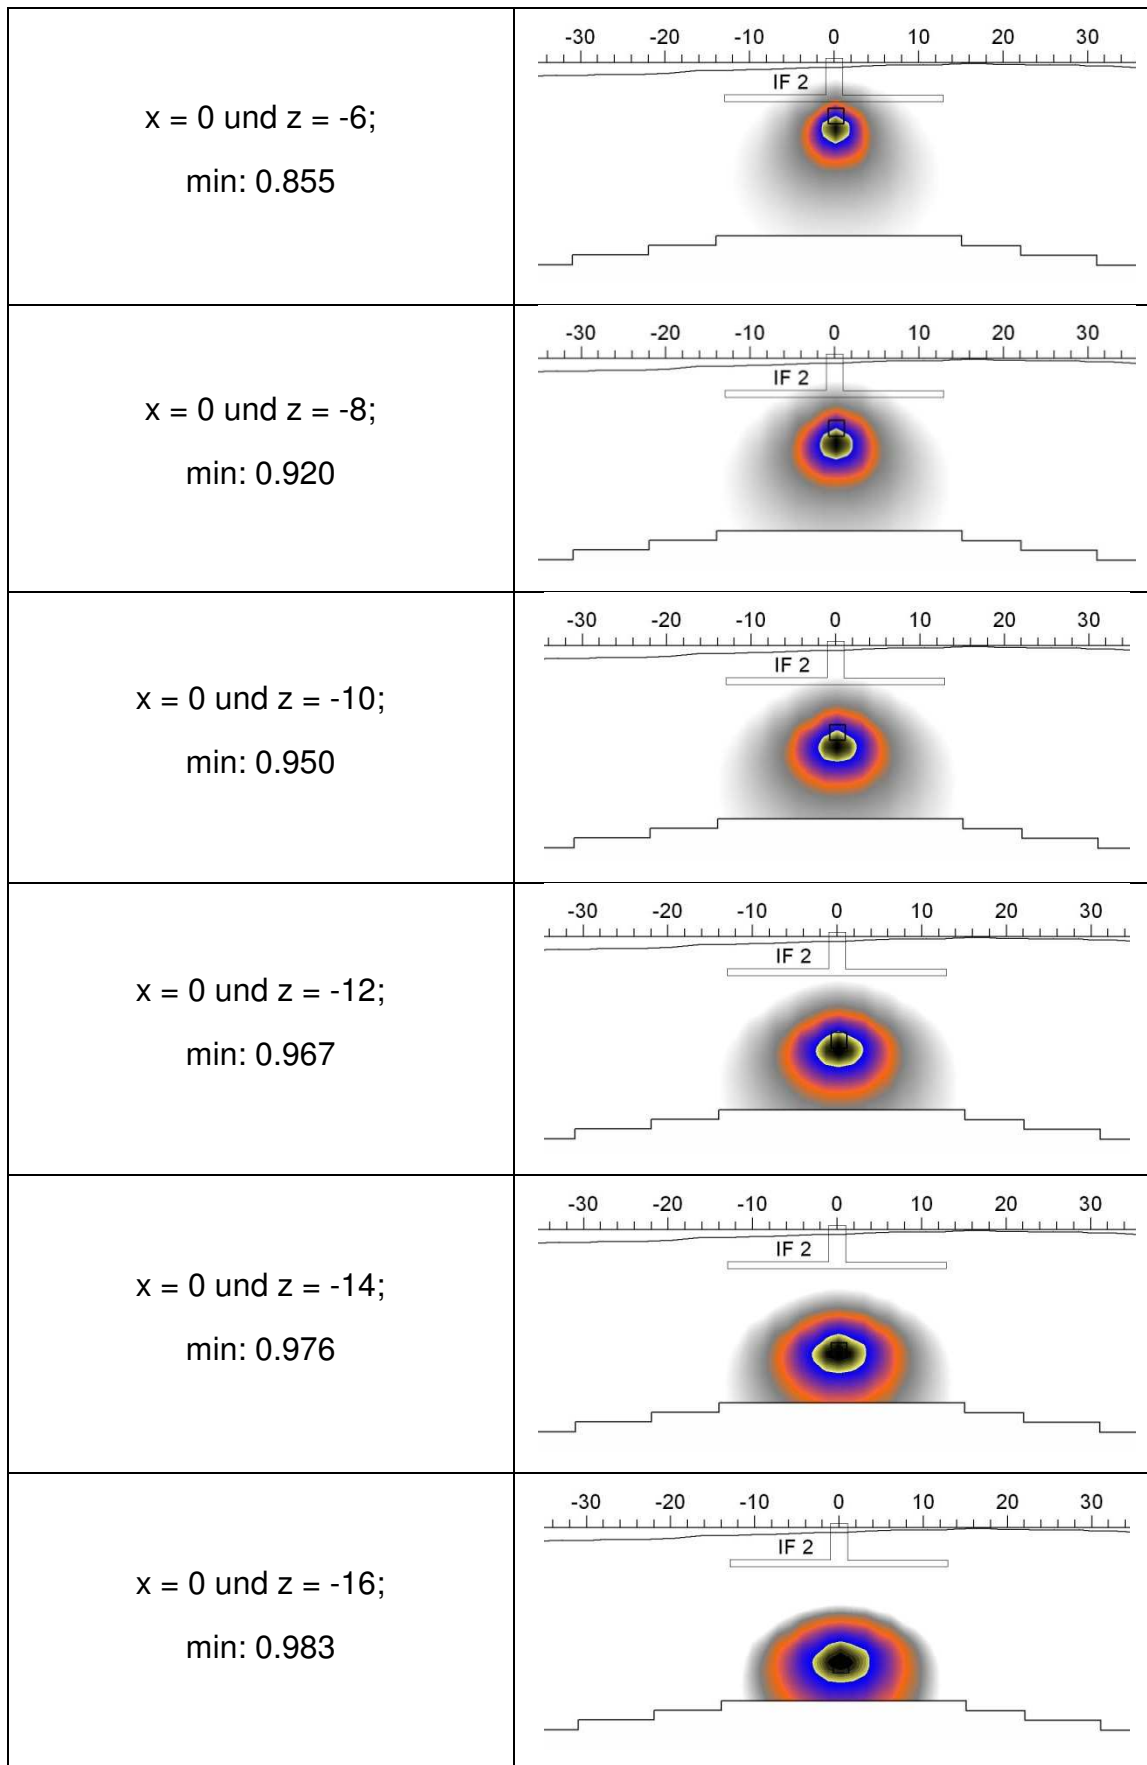 x = 0 und z = -6;
min: 0.855
-30 -20 -10 0 10 20 30
IF 2
x = 0 und z = -8;
min: 0.920
-30 -20 -10 0 10 20 30
IF 2
x = 0 und z = -10;
min: 0.950
-30 -20 -10 0 10 20 30
IF 2
x = 0 und z = -12;
min: 0.967
-30 -20 -10 0 10 20 30
IF 2
x = 0 und z = -14;
min: 0.976
-30 -20 -10 0 10 20 30
IF 2
x = 0 und z = -16;
min: 0.983
-30 -20 -10 0 10 20 30
IF 2